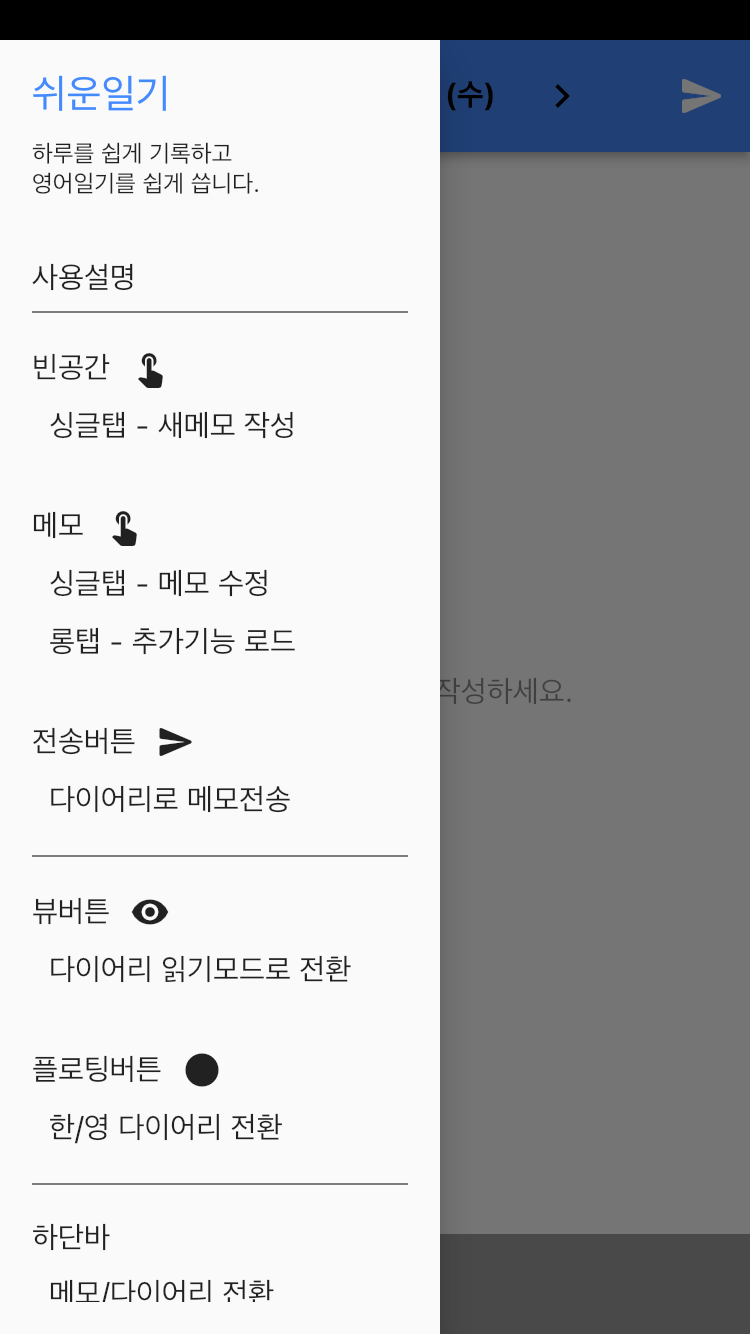 쉬운일기
(수)
하루를 쉽게 기록하고
영어일기를 쉽게 씁니다.
사용설명
빈공간
싱글탭 - 새메모 작성
메모
싱글탭 - 메모 수정
롱탭 - 추가기능 로드
작성하세요.
전송버튼
다이어리로 메모전송
뷰버튼
다이어리 읽기모드로 전환
플로팅버튼
한/영 다이어리 전환
하단바
메모/다이어리 전환